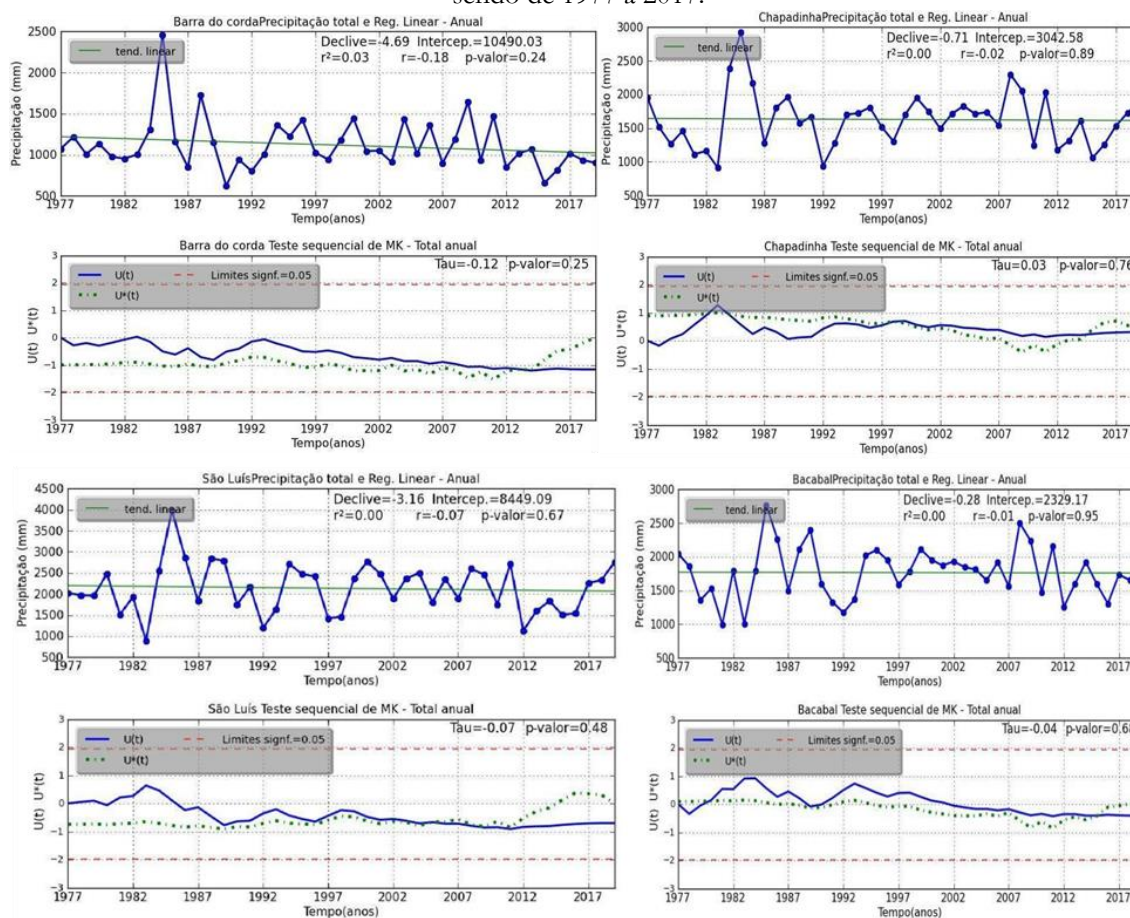 sendo de 1977 a 2017.
Barra do cordaPrecipitação total e Reg. Linear - Anual
tend. linear
Declive=-4.69 Intercep.=10490.03
r²=0.03 r=-0.18 p-valor=0.24
Precipitação (mm)
2500
2000
1500
1000
500
1977 1982 1987 1992 1997 2002 2007 2012 2017
Tempo(anos)
ChapadinhaPrecipitação total e Reg. Linear - Anual
tend. linear
Declive=-0.71 Intercep.=3042.58
r²=0.00 r=-0.02 p-valor=0.89
Precipitação (mm)
3000
2500
2000
1500
1000
500
1977 1982 1987 1992 1997 2002 2007 2012 2017
Tempo(anos)
Barra do corda Teste sequencial de MK - Total anual
U(t) Limites signf.=0.05
U*(t)
Tau=-0.12 p-valor=0.25
U(t) U*(t)
3
2
1
0
−1
−2
−3
1977 1982 1987 1992 1997 2002 2007 2012 2017
Tempo(anos)
Chapadinha Teste sequencial de MK - Total anual
U(t) Limites signf.=0.05
U*(t)
Tau=0.03 p-valor=0.76
U(t) U*(t)
3
2
1
0
−1
−2
−3
1977 1982 1987 1992 1997 2002 2007 2012 2017
Tempo(anos)
São LuísPrecipitação total e Reg. Linear - Anual
tend. linear
Declive=-3.16 Intercep.=8449.09
r²=0.00 r=-0.07 p-valor=0.67
Precipitação (mm)
4500
4000
3500
3000
2500
2000
1500
1000
500
1977 1982 1987 1992 1997 2002 2007 2012 2017
Tempo(anos)
BacabalPrecipitação total e Reg. Linear - Anual
tend. linear
Declive=-0.28 Intercep.=2329.17
r²=0.00 r=-0.01 p-valor=0.95
Precipitação (mm)
3000
2500
2000
1500
1000
500
1977 1982 1987 1992 1997 2002 2007 2012 2017
Tempo(anos)
São Luís Teste sequencial de MK - Total anual
U(t) Limites signf.=0.05
U*(t)
Tau=-0.07 p-valor=0.48
U(t) U*(t)
3
2
1
0
−1
−2
−3
1977 1982 1987 1992 1997 2002 2007 2012 2017
Tempo(anos)
Bacabal Teste sequencial de MK - Total anual
U(t) Limites signf.=0.05
U*(t)
Tau=-0.04 p-valor=0.68
U(t) U*(t)
3
2
1
0
−1
−2
−3
1977 1982 1987 1992 1997 2002 2007 2012 2017
Tempo(anos)